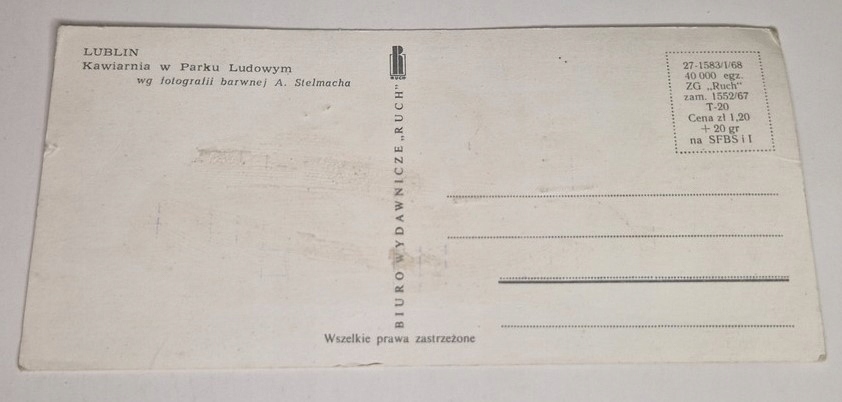 LUBLIN
Kawiarnia w Parku Ludowym
wg fotografii barwnej A. Stelmacha
RUCH
BIURO WYDAWNICZE „RUCH”
27-1583/I/68
40 000 egz.
ZG „Ruch”
zam. 1552/67
T-20
Cena zł 1,20
+ 20 gr
na SFBS i I
Wszelkie prawa zastrzeżone